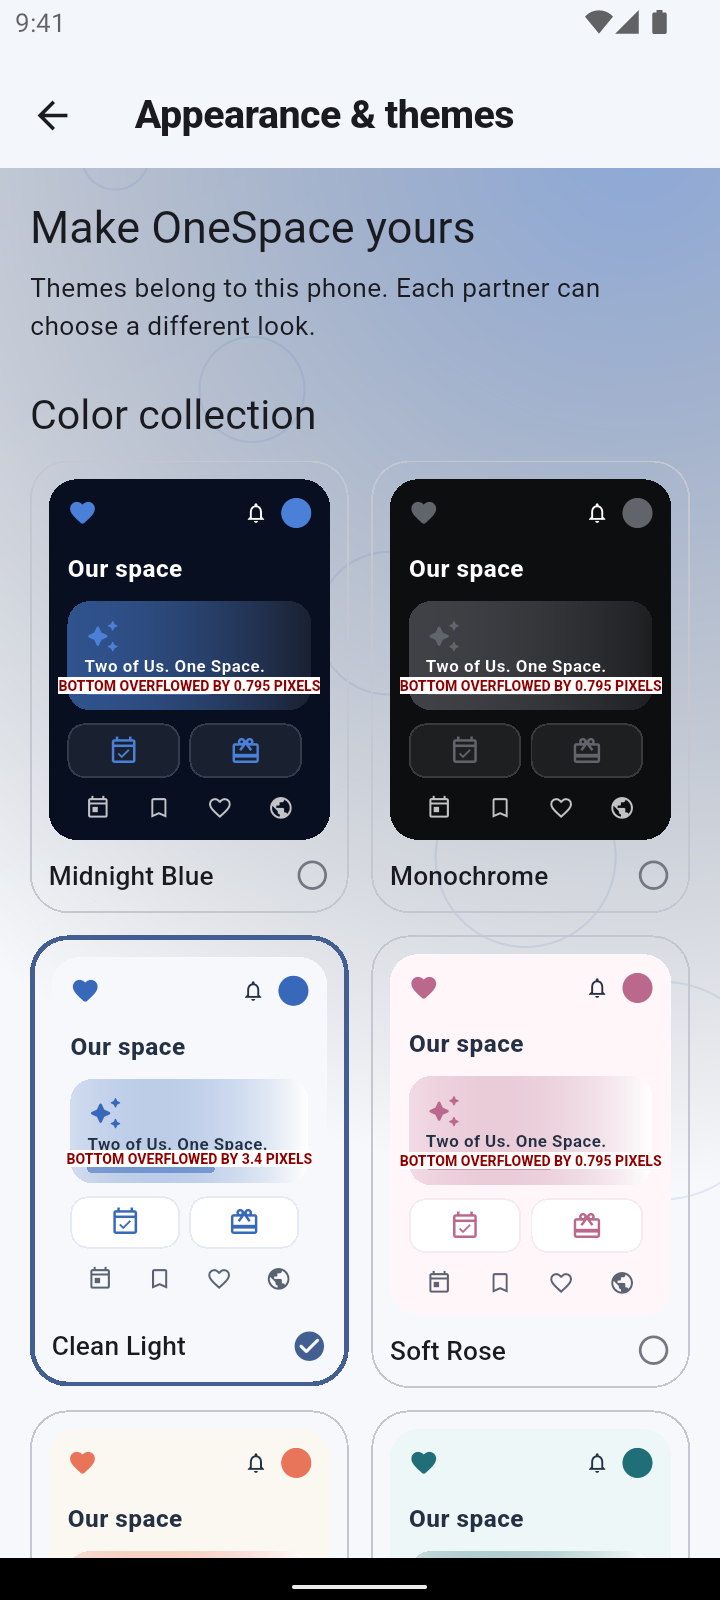 9:41
Appearance & themes
Make OneSpace yours
Themes belong to this phone. Each partner can
choose a different look.
Color collection
Our space
Two of Us. One Space.
BOTTOM OVERFLOWED BY 0.795 PIXELS
Midnight Blue
Our space
Two of Us. One Space.
BOTTOM OVERFLOWED BY 0.795 PIXELS
Monochrome
Our space
Two of Us. One Space.
BOTTOM OVERFLOWED BY 3.4 PIXELS
Clean Light
Our space
Two of Us. One Space.
BOTTOM OVERFLOWED BY 0.795 PIXELS
Soft Rose
Our space
Our space